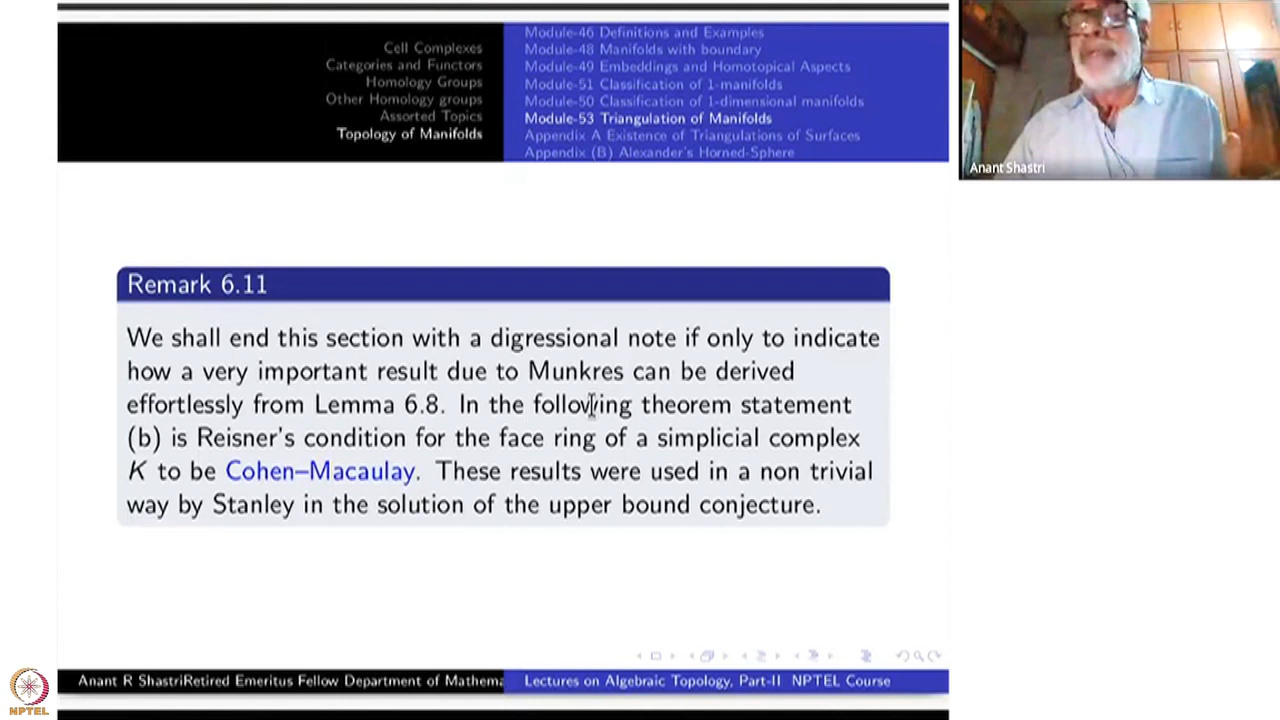 Cell Complexes
Categories and Functors
Homology Groups
Other Homology groups
Assorted Topics
Topology of Manifolds
Module-46 Definitions and Examples
Module-48 Manifolds with boundary
Module-49 Embeddings and Homotopical Aspects
Module-51 Classification of 1-manifolds
Module-50 Classification of 1-dimensional manifolds
Module-53 Triangulation of Manifolds
Appendix A Existence of Triangulations of Surfaces
Appendix (B) Alexander's Horned-Sphere
Anant Shastri
Remark 6.11
We shall end this section with a digressional note if only to indicate
how a very important result due to Munkres can be derived
effortlessly from Lemma 6.8. In the following theorem statement
(b) is Reisner's condition for the face ring of a simplicial complex
K to be Cohen–Macaulay. These results were used in a non trivial
way by Stanley in the solution of the upper bound conjecture.
Anant R ShastriRetired Emeritus Fellow Department of Mathema
Lectures on Algebraic Topology, Part-II NPTEL Course
NPTEL